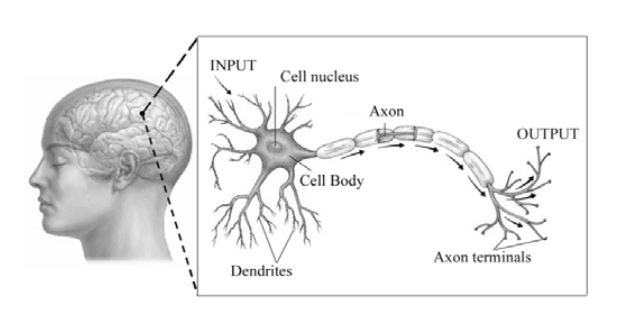 INPUT
Cell nucleus
Axon
OUTPUT
Cell Body
Dendrites
Axon terminals